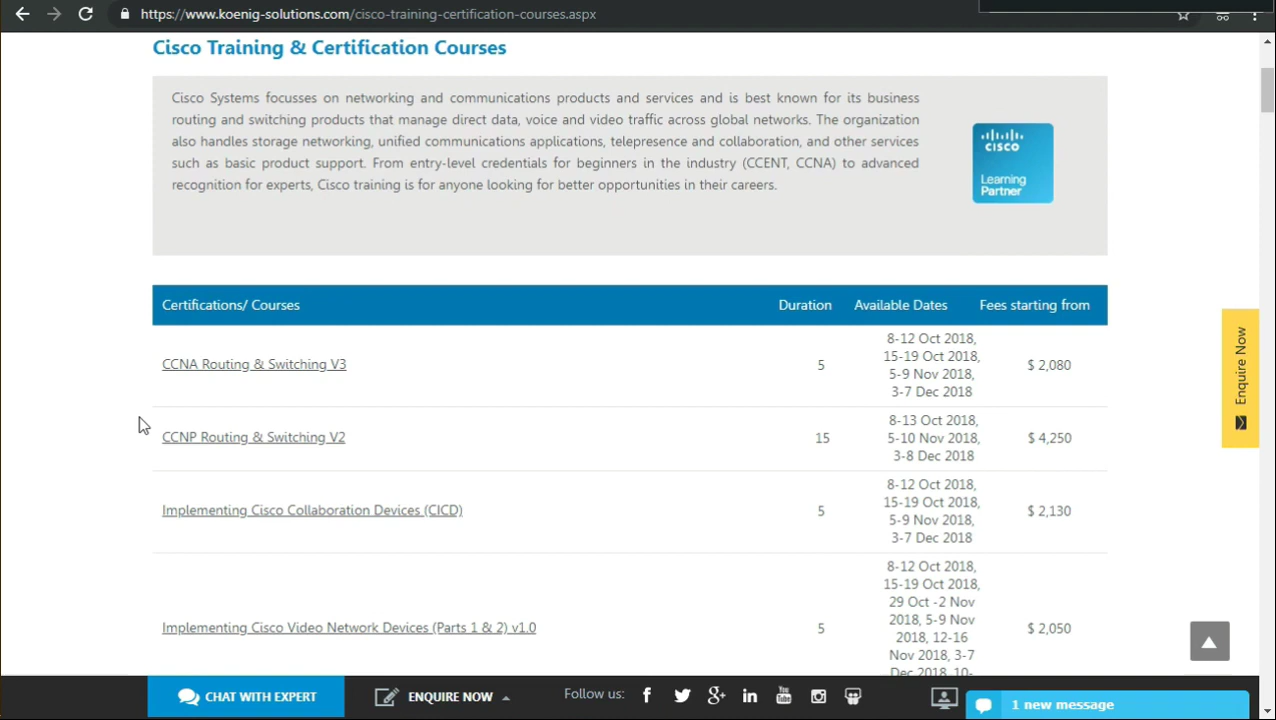 https://www.koenig-solutions.com/cisco-training-certification-courses.aspx
Cisco Training & Certification Courses
Cisco Systems focusses on networking and communications products and services and is best known for its business
routing and switching products that manage direct data, voice and video traffic across global networks. The organization
also handles storage networking, unified communications applications, telepresence and collaboration, and other services
such as basic product support. From entry-level credentials for beginners in the industry (CCENT, CCNA) to advanced
recognition for experts, Cisco training is for anyone looking for better opportunities in their careers.
CISCO
Learning
Partner
Certifications/ Courses Duration Available Dates Fees starting from
CCNA Routing & Switching V3 5 $ 2,080
8-12 Oct 2018,
15-19 Oct 2018,
5-9 Nov 2018,
3-7 Dec 2018
CCNP Routing & Switching V2 15 $ 4,250
8-13 Oct 2018,
5-10 Nov 2018,
3-8 Dec 2018
Implementing Cisco Collaboration Devices (CICD) 5 $ 2,130
8-12 Oct 2018,
15-19 Oct 2018,
5-9 Nov 2018,
3-7 Dec 2018
Implementing Cisco Video Network Devices (Parts 1 & 2) v1.0 5 $ 2,050
8-12 Oct 2018,
15-19 Oct 2018,
29 Oct -2 Nov
2018, 5-9 Nov
2018, 12-16
Nov 2018, 3-7
Dec 2018, 10-
Enquire Now
CHAT WITH EXPERT
ENQUIRE NOW
Follow us:
You
Tube
1 new message